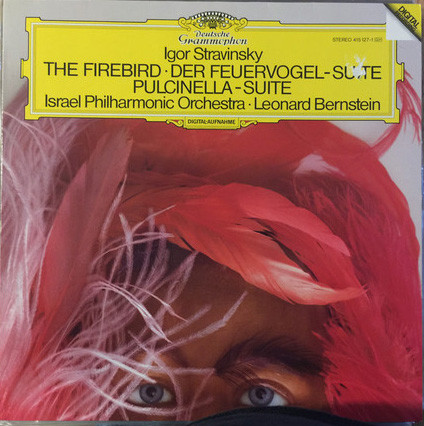 Deutsche
Grammophon
STEREO 415 127-1 GH
DIGITAL
Igor Stravinsky
THE FIREBIRD · DER FEUERVOGEL-SUITE
PULCINELLA-SUITE
Israel Philharmonic Orchestra · Leonard Bernstein
DIGITAL-AUFNAHME